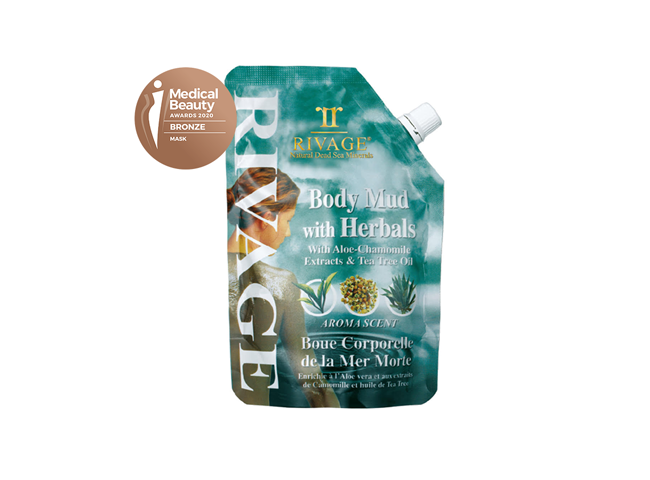 Medical
Beauty
AWARDS 2020
BRONZE
MASK
RIVAGE
RIVAGE®
Natural Dead Sea Minerals
Body Mud
with Herbals
With Aloe-Chamomile
Extracts & Tea Tree Oil
AROMA SCENT
Boue Corporelle
de la Mer Morte
Enrichie à l'Aloe vera et aux extraits
de Camomille et huile de Tea Tree